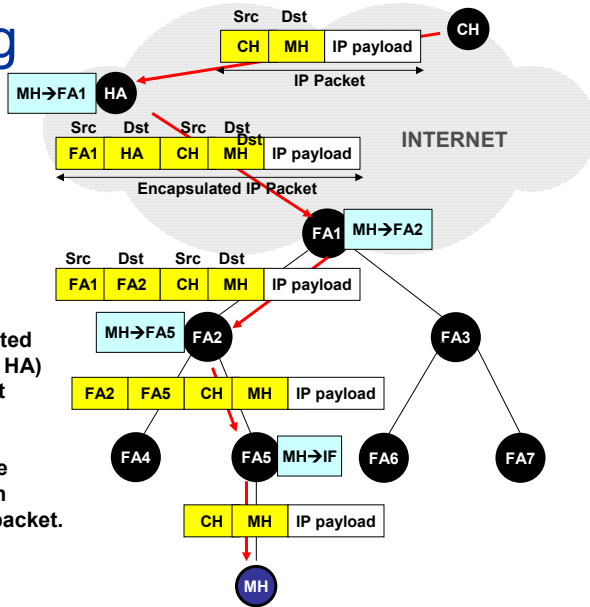 g
Src Dst
CH MH IP payload
CH
IP Packet
MH→FA1 HA
INTERNET
Src Dst Src Dst
Dst
FA1 HA CH MH IP payload
Encapsulated IP Packet
FA1 MH→FA2
Src Dst Src Dst
FA1 FA2 CH MH IP payload
MH→FA5 FA2
FA3
ted
HA)
t
FA2 FA5 CH MH IP payload
e
FA4
FA5 MH→IF
FA6
FA7
n
packet.
CH MH IP payload
MH